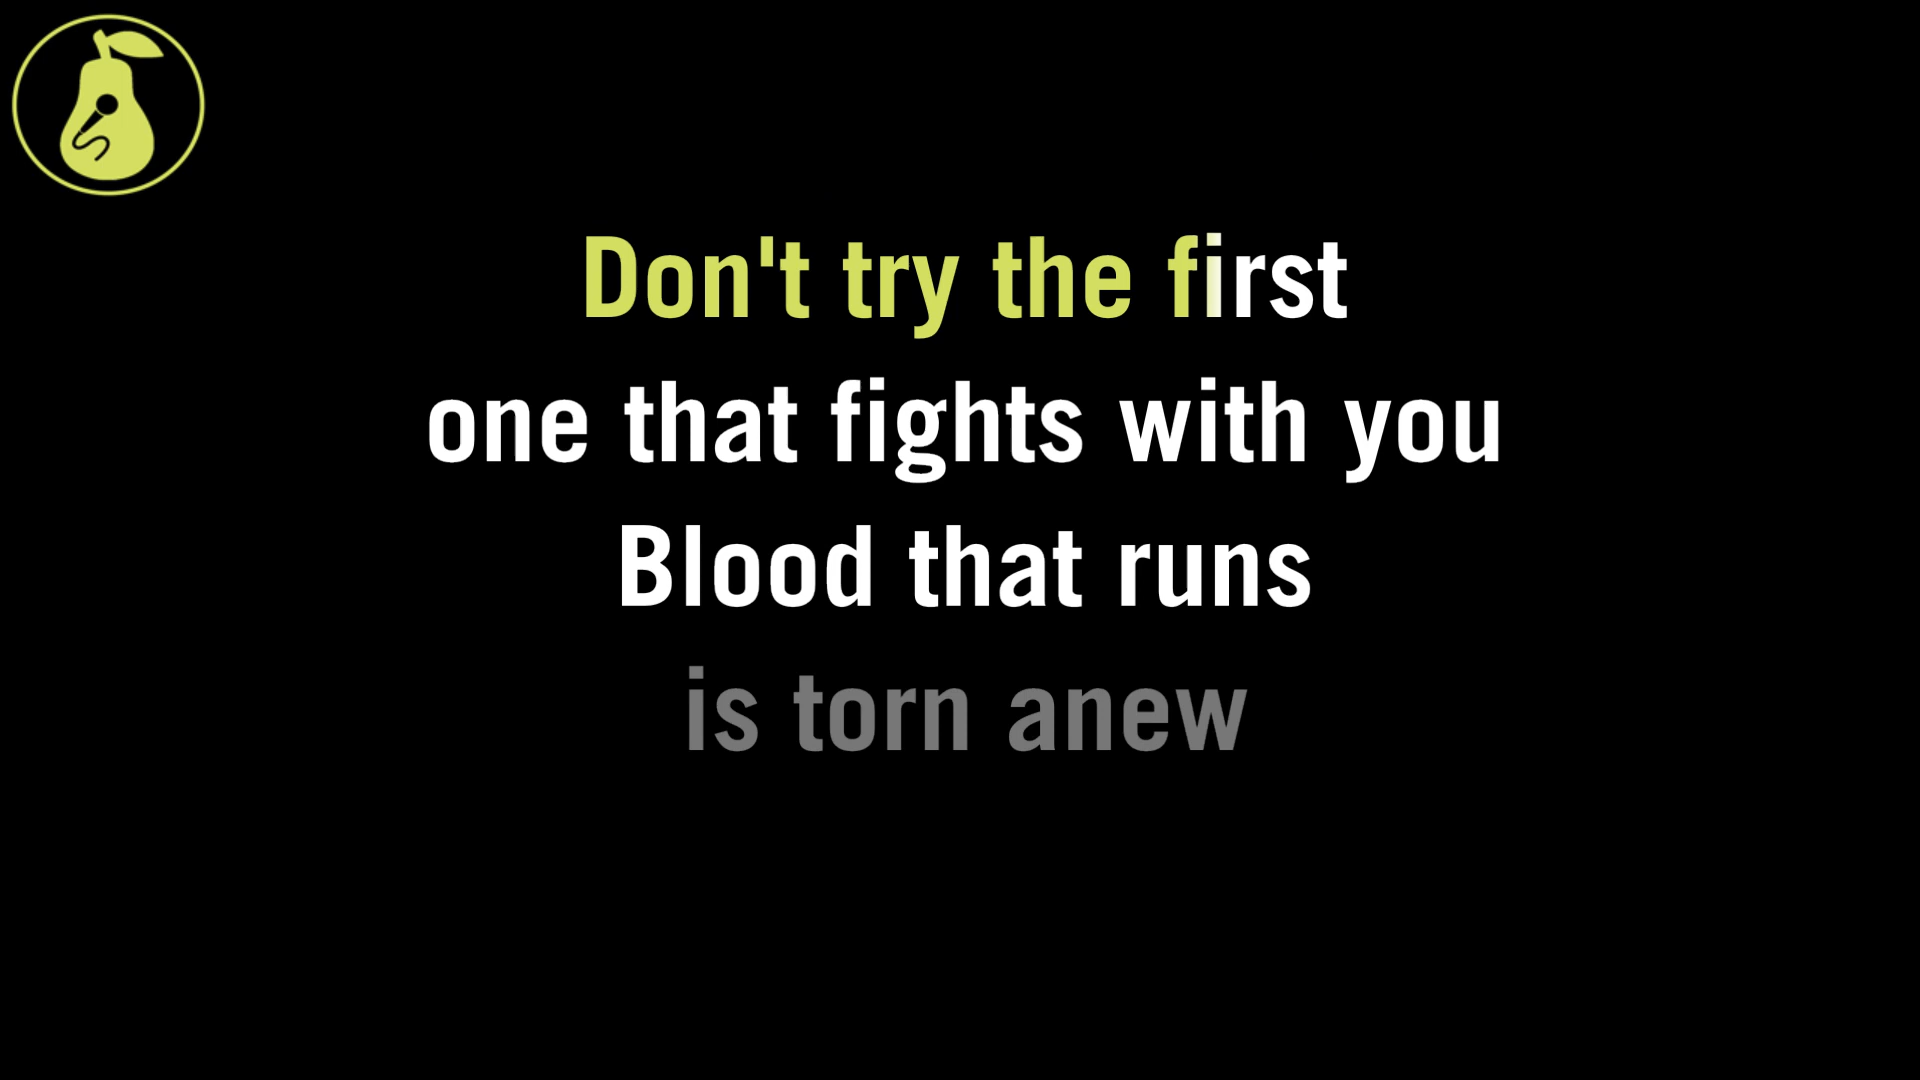 Don't try the first
one that fights with you
Blood that runs
is torn anew